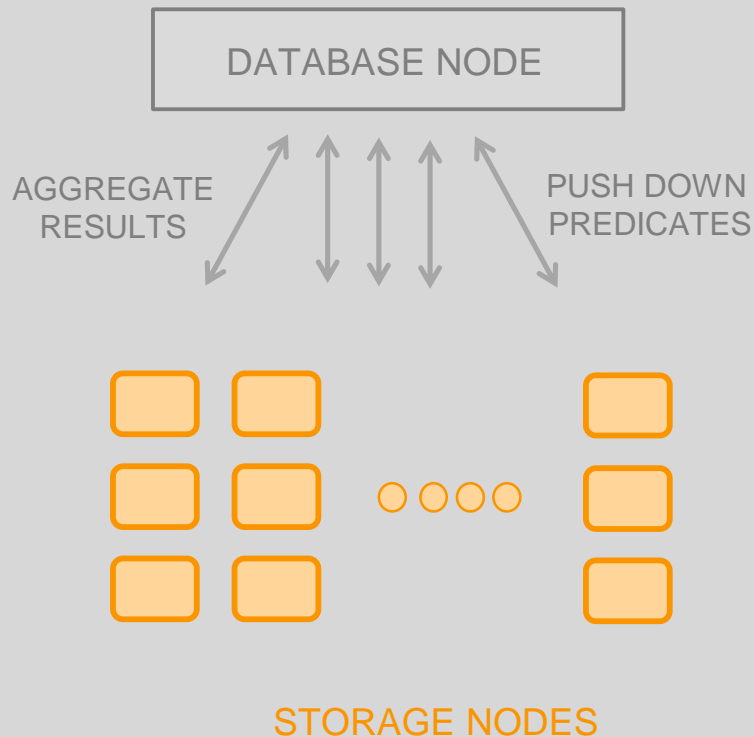 DATABASE NODE
AGGREGATE
RESULTS
PUSH DOWN
PREDICATES
STORAGE NODES